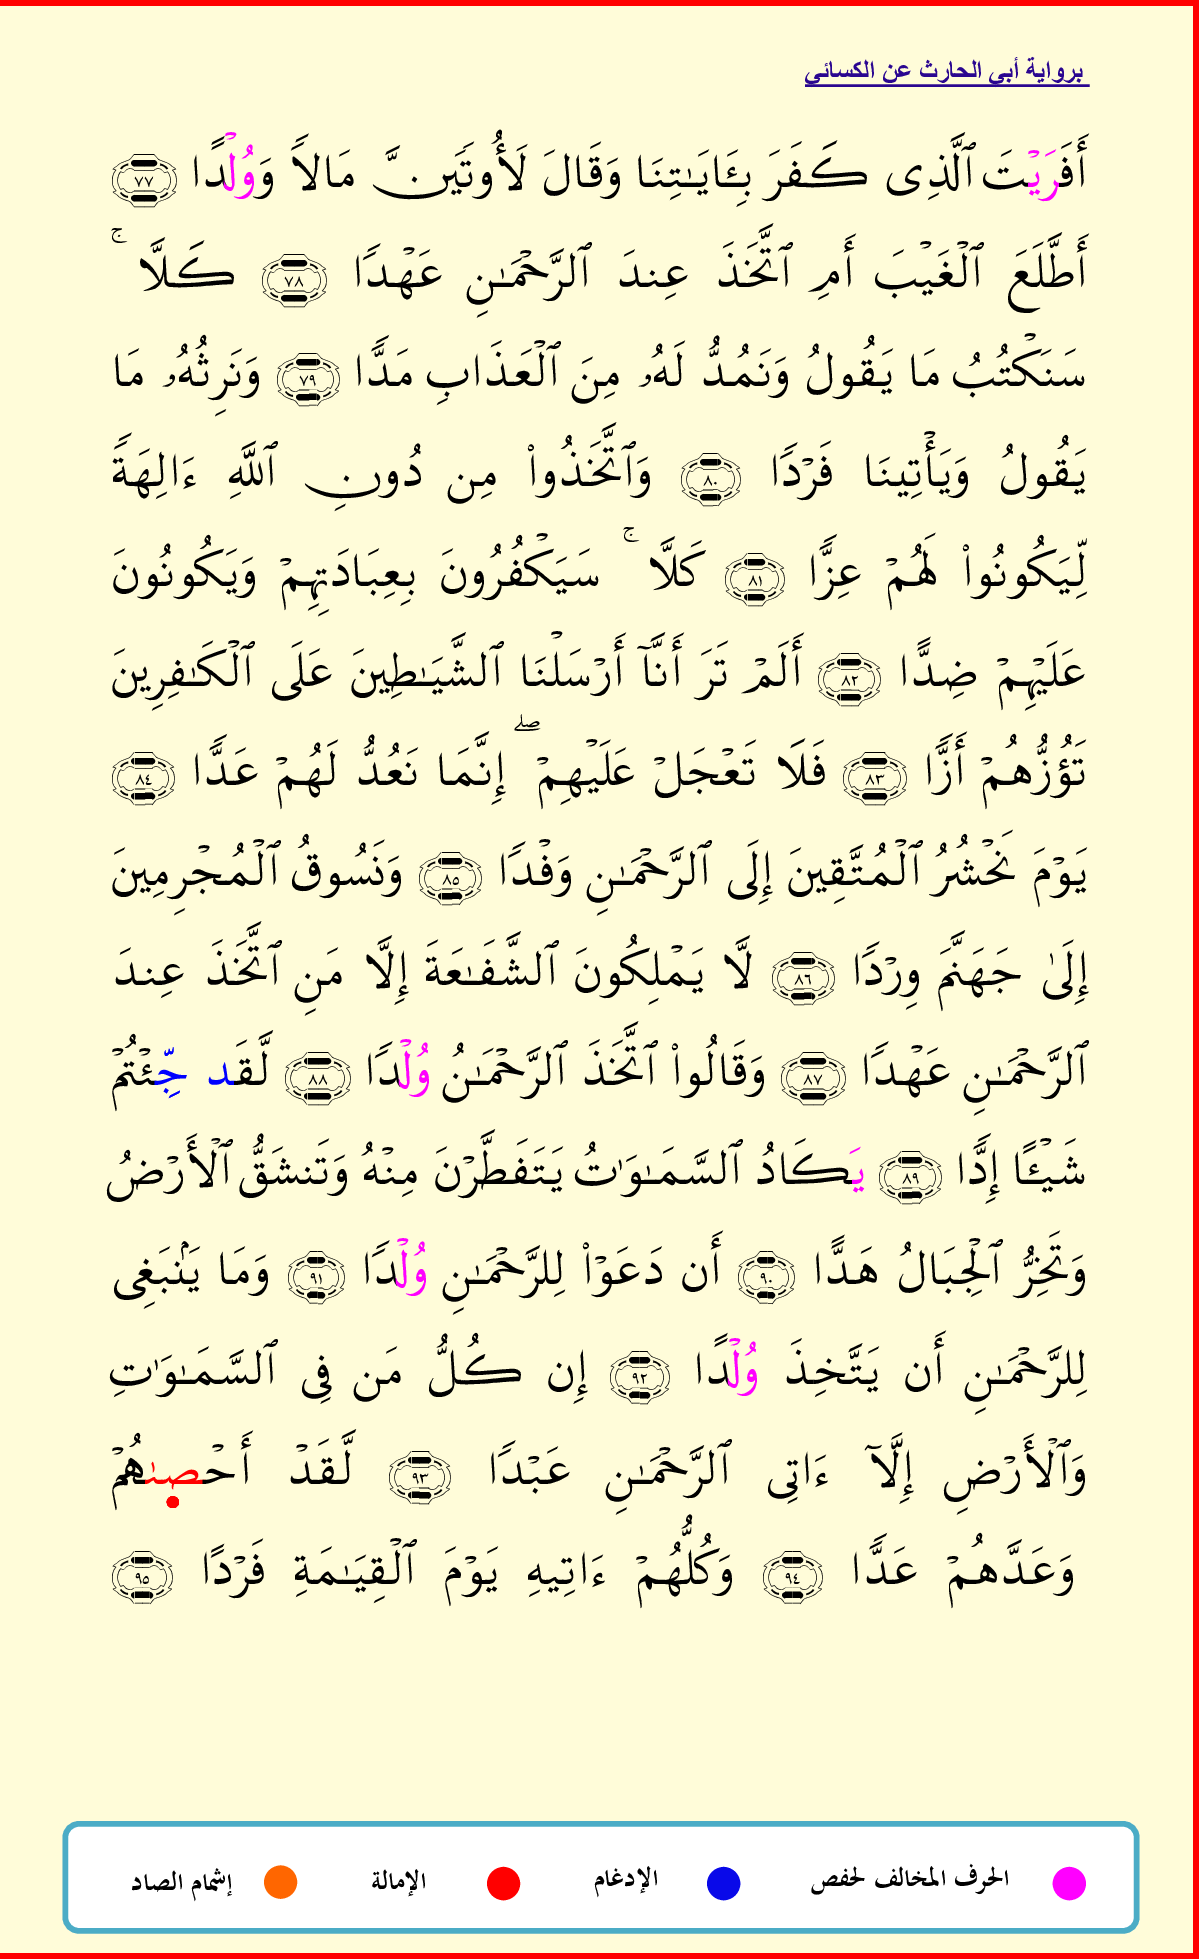 برواية أبي الحارث عن الكسائي
أَفَرَيْتَ ٱلَّذِى كَفَرَ بِـَٔايَـٰتِنَا وَقَالَ لَأُوتَيَنَّ مَالًا وَوُلْدًا ٧٧
أَطَّلَعَ ٱلْغَيْبَ أَمِ ٱتَّخَذَ عِندَ ٱلرَّحْمَـٰنِ عَهْدًا ٧٨ كَلَّا ۚ
سَنَكْتُبُ مَا يَقُولُ وَنَمُدُّ لَهُۥ مِنَ ٱلْعَذَابِ مَدًّا ٧٩ وَنَرِثُهُۥ مَا
يَقُولُ وَيَأْتِينَا فَرْدًا ٨٠ وَٱتَّخَذُوا۟ مِن دُونِ ٱللَّهِ ءَالِهَةً
لِّيَكُونُوا۟ لَهُمْ عِزًّا ٨١ كَلَّا ۚ سَيَكْفُرُونَ بِعِبَادَتِهِمْ وَيَكُونُونَ
عَلَيْهِمْ ضِدًّا ٨٢ أَلَمْ تَرَ أَنَّآ أَرْسَلْنَا ٱلشَّيَـٰطِينَ عَلَى ٱلْكَـٰفِرِينَ
تَؤُزُّهُمْ أَزًّا ٨٣ فَلَا تَعْجَلْ عَلَيْهِمْ ۖ إِنَّمَا نَعُدُّ لَهُمْ عَدًّا ٨٤
يَوْمَ نَحْشُرُ ٱلْمُتَّقِينَ إِلَى ٱلرَّحْمَـٰنِ وَفْدًا ٨٥ وَنَسُوقُ ٱلْمُجْرِمِينَ
إِلَىٰ جَهَنَّمَ وِرْدًا ٨٦ لَّا يَمْلِكُونَ ٱلشَّفَـٰعَةَ إِلَّا مَنِ ٱتَّخَذَ عِندَ
ٱلرَّحْمَـٰنِ عَهْدًا ٨٧ وَقَالُوا۟ ٱتَّخَذَ ٱلرَّحْمَـٰنُ وُلْدًا ٨٨ لَّقَد جِّئْتُمْ
شَيْـًٔا إِدًّا ٨٩ يَكَادُ ٱلسَّمَـٰوَٰتُ يَتَفَطَّرْنَ مِنْهُ وَتَنشَقُّ ٱلْأَرْضُ
وَتَخِرُّ ٱلْجِبَالُ هَدًّا ٩٠ أَن دَعَوْا۟ لِلرَّحْمَـٰنِ وُلْدًا ٩١ وَمَا يَنۢبَغِى
لِلرَّحْمَـٰنِ أَن يَتَّخِذَ وُلْدًا ٩٢ إِن كُلُّ مَن فِى ٱلسَّمَـٰوَٰتِ
وَٱلْأَرْضِ إِلَّآ ءَاتِى ٱلرَّحْمَـٰنِ عَبْدًا ٩٣ لَّقَدْ أَحْصىٰهُمْ
وَعَدَّهُمْ عَدًّا ٩٤ وَكُلُّهُمْ ءَاتِيهِ يَوْمَ ٱلْقِيَـٰمَةِ فَرْدًا ٩٥
الحرف المخالف لحفص الإدغام الإمالة إشمام الصاد